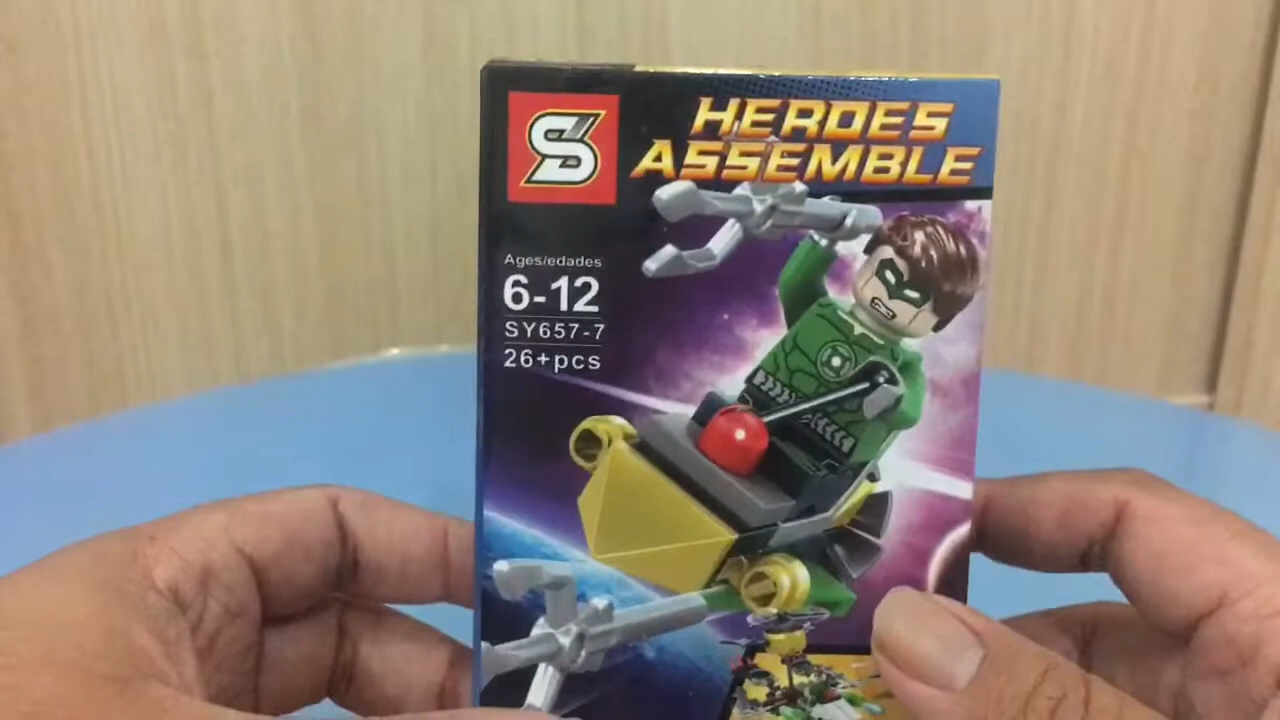 S
HEROES
ASSEMBLE
Ages/edades
6-12
SY657-7
26+pcs